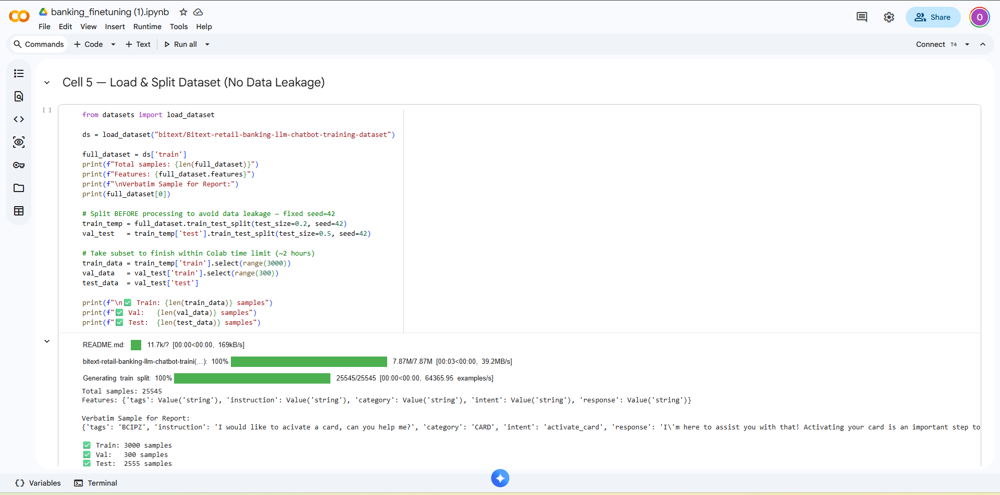 banking_finetuning (1).ipynb
File Edit View Insert Runtime Tools Help
Share
O
Commands + Code + Text Run all
Connect T4
Cell 5 — Load & Split Dataset (No Data Leakage)
[ ]
from datasets import load_dataset
ds = load_dataset("bitext/Bitext-retail-banking-llm-chatbot-training-dataset")
full_dataset = ds['train']
print(f"Total samples: {len(full_dataset)}")
print(f"Features: {full_dataset.features}")
print(f"\nVerbatim Sample for Report:")
print(full_dataset[0])
# Split BEFORE processing to avoid data leakage — fixed seed=42
train_temp = full_dataset.train_test_split(test_size=0.2, seed=42)
val_test   = train_temp['test'].train_test_split(test_size=0.5, seed=42)
# Take subset to finish within Colab time limit (~2 hours)
train_data = train_temp['train'].select(range(3000))
val_data   = val_test['train'].select(range(300))
test_data  = val_test['test']
print(f"\n✅ Train: {len(train_data)} samples")
print(f"✅ Val:   {len(val_data)} samples")
print(f"✅ Test:  {len(test_data)} samples")
README.md: 11.7k/? [00:00<00:00, 169kB/s]
bitext-retail-banking-llm-chatbot-traini(…): 100% 7.87M/7.87M [00:03<00:00, 39.2MB/s]
Generating train split: 100% 25545/25545 [00:00<00:00, 64365.95 examples/s]
Total samples: 25545
Features: {'tags': Value('string'), 'instruction': Value('string'), 'category': Value('string'), 'intent': Value('string'), 'response': Value('string')}
Verbatim Sample for Report:
{'tags': 'BCIPZ', 'instruction': 'I would like to acivate a card, can you help me?', 'category': 'CARD', 'intent': 'activate_card', 'response': 'I\'m here to assist you with that! Activating your card is an important step to
✅ Train: 3000 samples
✅ Val:   300 samples
✅ Test:  2555 samples
Variables Terminal